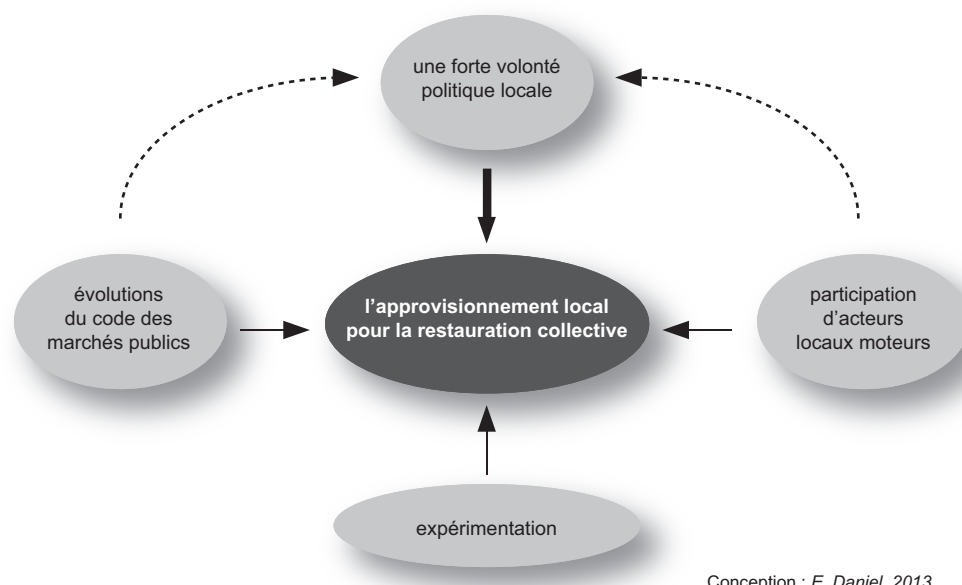 une forte volonté
politique locale
évolutions
du code des
marchés publics
l'approvisionnement local
pour la restauration collective
participation
d'acteurs
locaux moteurs
expérimentation
Conception : F. Daniel, 2013